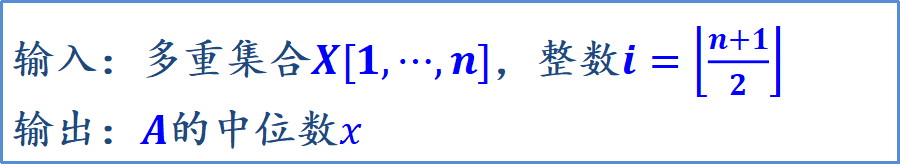 输入：多重集合X[1,⋯,n]，整数i = ⌊(n+1)/2⌋
输出：A的中位数x